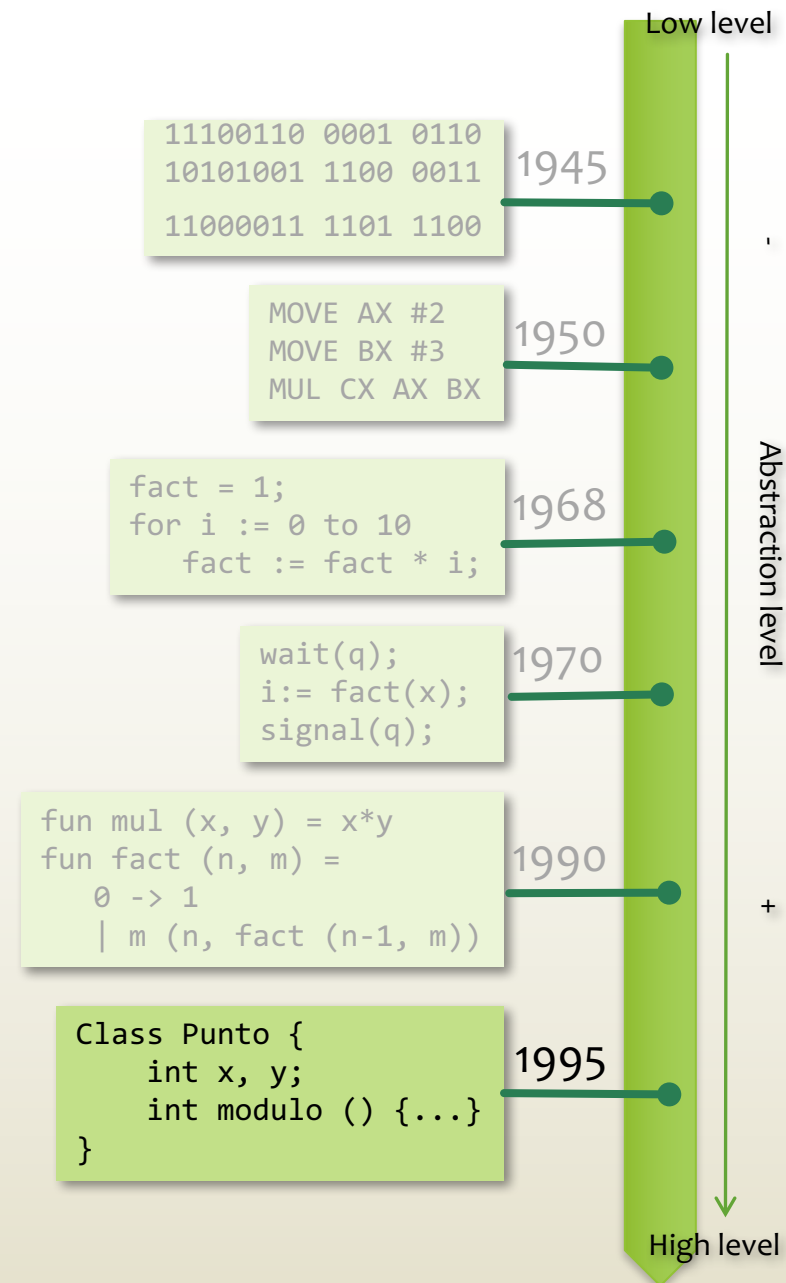 Low level
11100110 0001 0110
10101001 1100 0011
11000011 1101 1100
1945
-
MOVE AX #2
MOVE BX #3
MUL CX AX BX
1950
Abstraction level
fact = 1;
for i := 0 to 10
   fact := fact * i;
1968
wait(q);
i:= fact(x);
signal(q);
1970
fun mul (x, y) = x*y
fun fact (n, m) =
   0 -> 1
   | m (n, fact (n-1, m))
1990
+
Class Punto {
    int x, y;
    int modulo () {...}
}
1995
High level